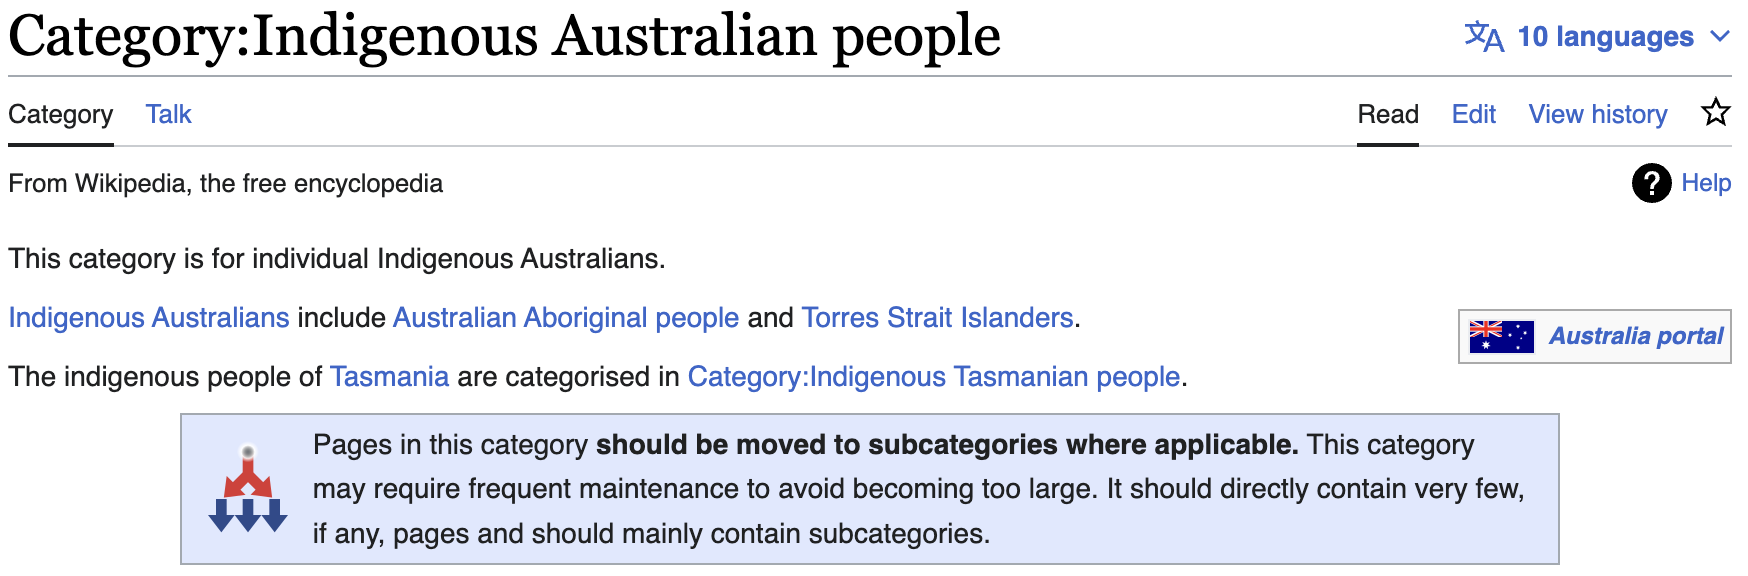 Category:Indigenous Australian people
文A 10 languages
Category Talk Read Edit View history
From Wikipedia, the free encyclopedia
? Help
This category is for individual Indigenous Australians.
Indigenous Australians include Australian Aboriginal people and Torres Strait Islanders.
Australia portal
The indigenous people of Tasmania are categorised in Category:Indigenous Tasmanian people.
Pages in this category should be moved to subcategories where applicable. This category
may require frequent maintenance to avoid becoming too large. It should directly contain very few,
if any, pages and should mainly contain subcategories.